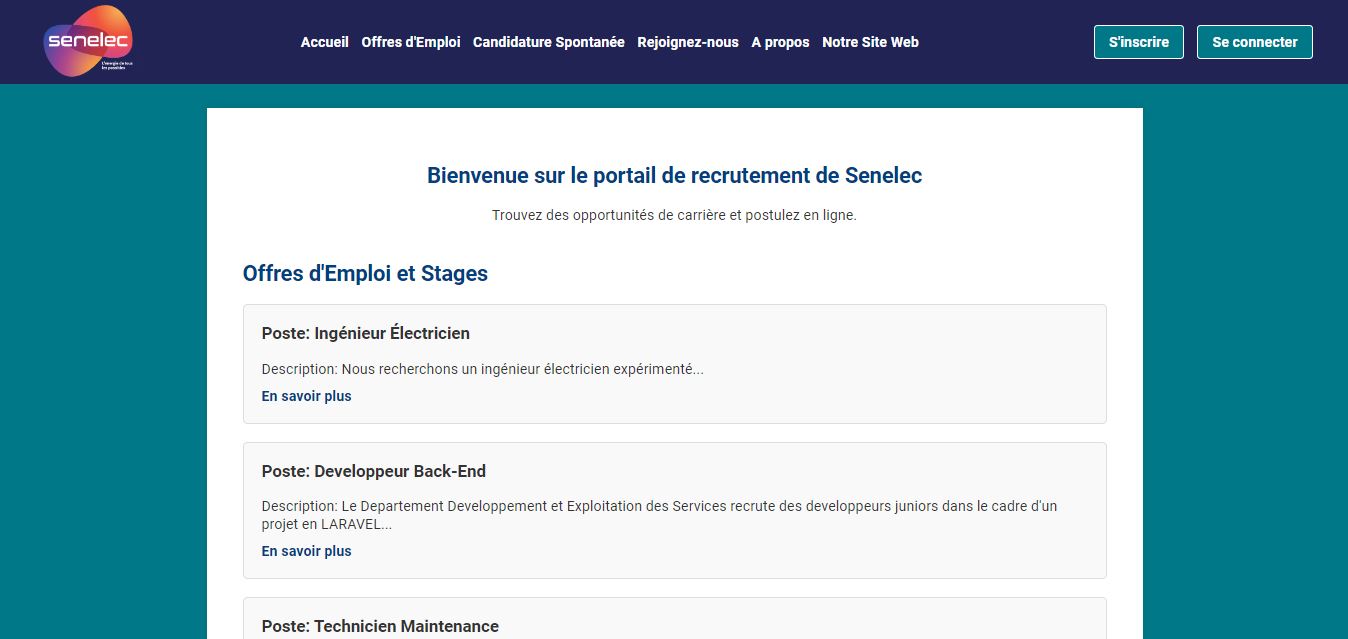 senelec
L'énergie de tous
les possibles
Accueil Offres d'Emploi Candidature Spontanée Rejoignez-nous A propos Notre Site Web
S'inscrire Se connecter
Bienvenue sur le portail de recrutement de Senelec
Trouvez des opportunités de carrière et postulez en ligne.
Offres d'Emploi et Stages
Poste: Ingénieur Électricien
Description: Nous recherchons un ingénieur électricien expérimenté...
En savoir plus
Poste: Developpeur Back-End
Description: Le Departement Developpement et Exploitation des Services recrute des developpeurs juniors dans le cadre d'un
projet en LARAVEL...
En savoir plus
Poste: Technicien Maintenance